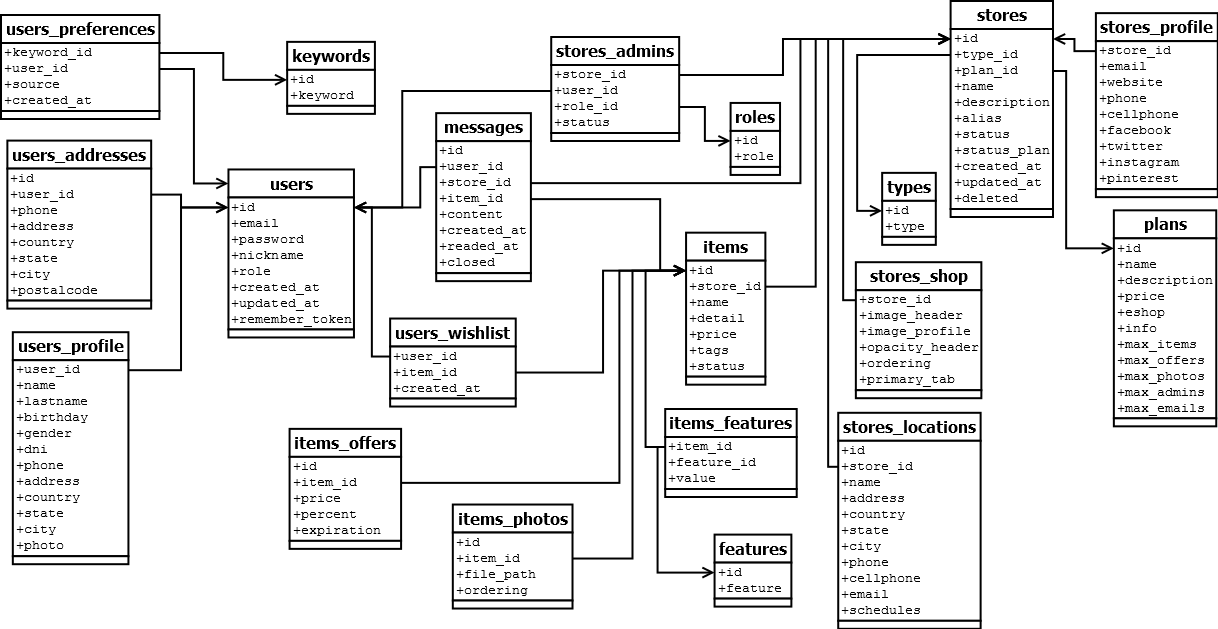 users_preferences
+keyword_id
+user_id
+source
+created_at
keywords
+id
+keyword
stores_admins
+store_id
+user_id
+role_id
+status
stores
+id
+type_id
+plan_id
+name
+description
+alias
+status
+status_plan
+created_at
+updated_at
+deleted
stores_profile
+store_id
+email
+website
+phone
+cellphone
+facebook
+twitter
+instagram
+pinterest
roles
+id
+role
messages
+id
+user_id
+store_id
+item_id
+content
+created_at
+readed_at
+closed
users_addresses
+id
+user_id
+phone
+address
+country
+state
+city
+postalcode
users
+id
+email
+password
+nickname
+role
+created_at
+updated_at
+remember_token
types
+id
+type
plans
+id
+name
+description
+price
+eshop
+info
+max_items
+max_offers
+max_photos
+max_admins
+max_emails
items
+id
+store_id
+name
+detail
+price
+tags
+status
stores_shop
+store_id
+image_header
+image_profile
+opacity_header
+ordering
+primary_tab
users_profile
+user_id
+name
+lastname
+birthday
+gender
+dni
+phone
+address
+country
+state
+city
+photo
users_wishlist
+user_id
+item_id
+created_at
items_features
+item_id
+feature_id
+value
stores_locations
+id
+store_id
+name
+address
+country
+state
+city
+phone
+cellphone
+email
+schedules
items_offers
+id
+item_id
+price
+percent
+expiration
items_photos
+id
+item_id
+file_path
+ordering
features
+id
+feature